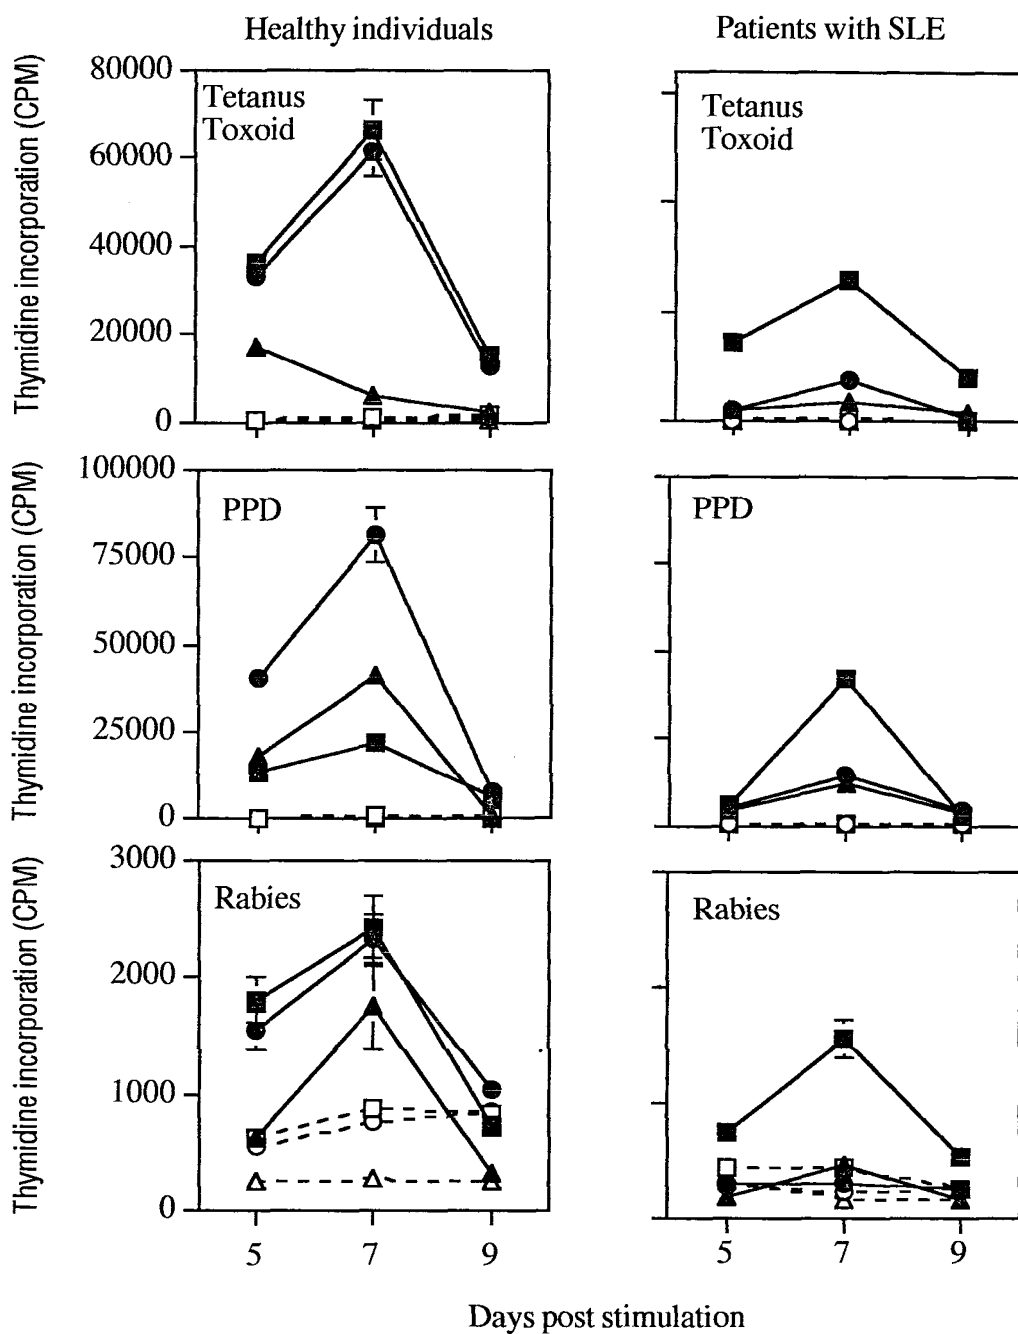 Healthy individuals
Patients with SLE
Thymidine incorporation (CPM)
80000
60000
40000
20000
0
Tetanus
Toxoid
Tetanus
Toxoid
Thymidine incorporation (CPM)
100000
75000
50000
25000
0
PPD
PPD
Thymidine incorporation (CPM)
3000
2000
1000
0
Rabies
Rabies
5 7 9
5 7 9
Days post stimulation